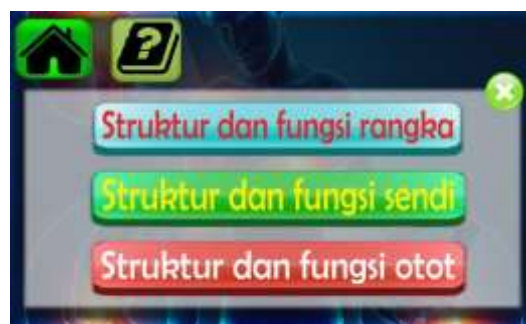 ?
Struktur dan fungsi rangka
Struktur dan fungsi sendi
Struktur dan fungsi otot